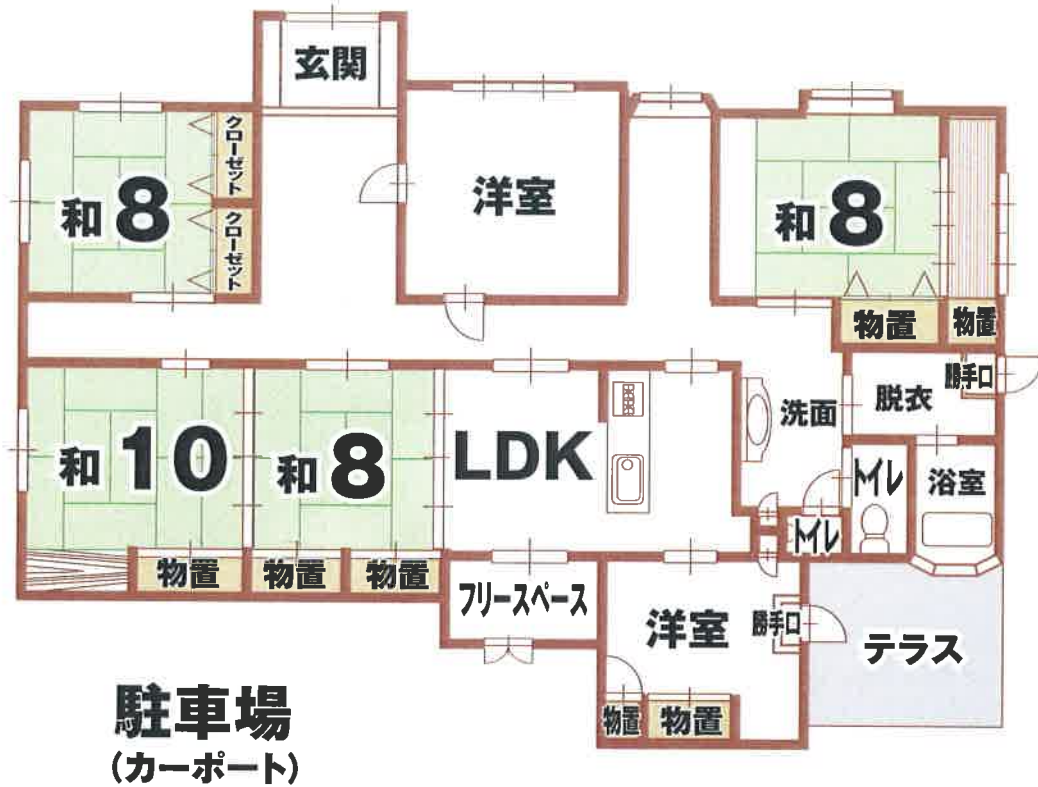 玄関
クローゼット
クローゼット
和8
洋室
和8
物置
物置
和10
和8
LDK
洗面
脱衣
勝手口
トイレ
トイレ
浴室
物置
物置
物置
フリースペース
洋室
勝手口
テラス
物置
物置
駐車場
(カーポート)